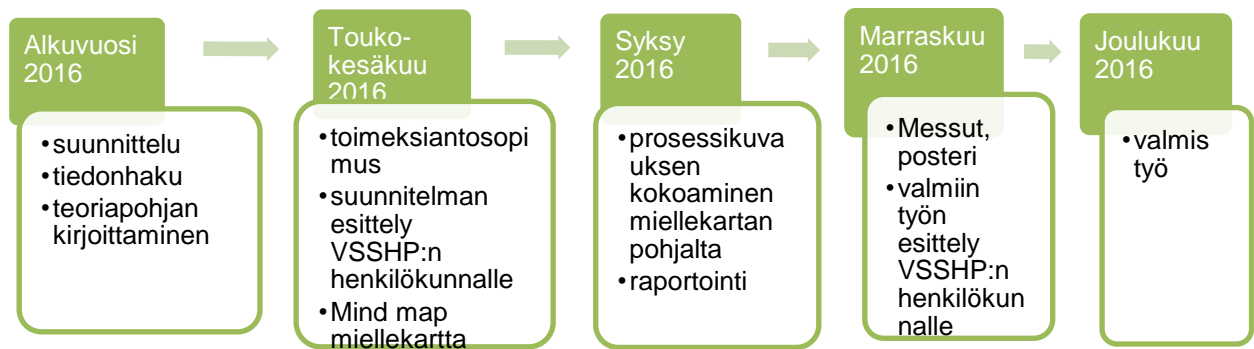 Alkuvuosi
2016
•suunnittelu
•tiedonhaku
•teoriapohjan
kirjoittaminen
Touko-
kesäkuu
2016
•toimeksiantosopi
mus
•suunnitelman
esittely
VSSHP:n
henkilökunnalle
•Mind map
miellekartta
Syksy
2016
•prosessikuva
uksen
kokoaminen
miellekartan
pohjalta
•raportointi
Marraskuu
2016
•Messut,
posteri
•valmiin
työn
esittely
VSSHP:n
henkilökun
nalle
Joulukuu
2016
•valmis
työ